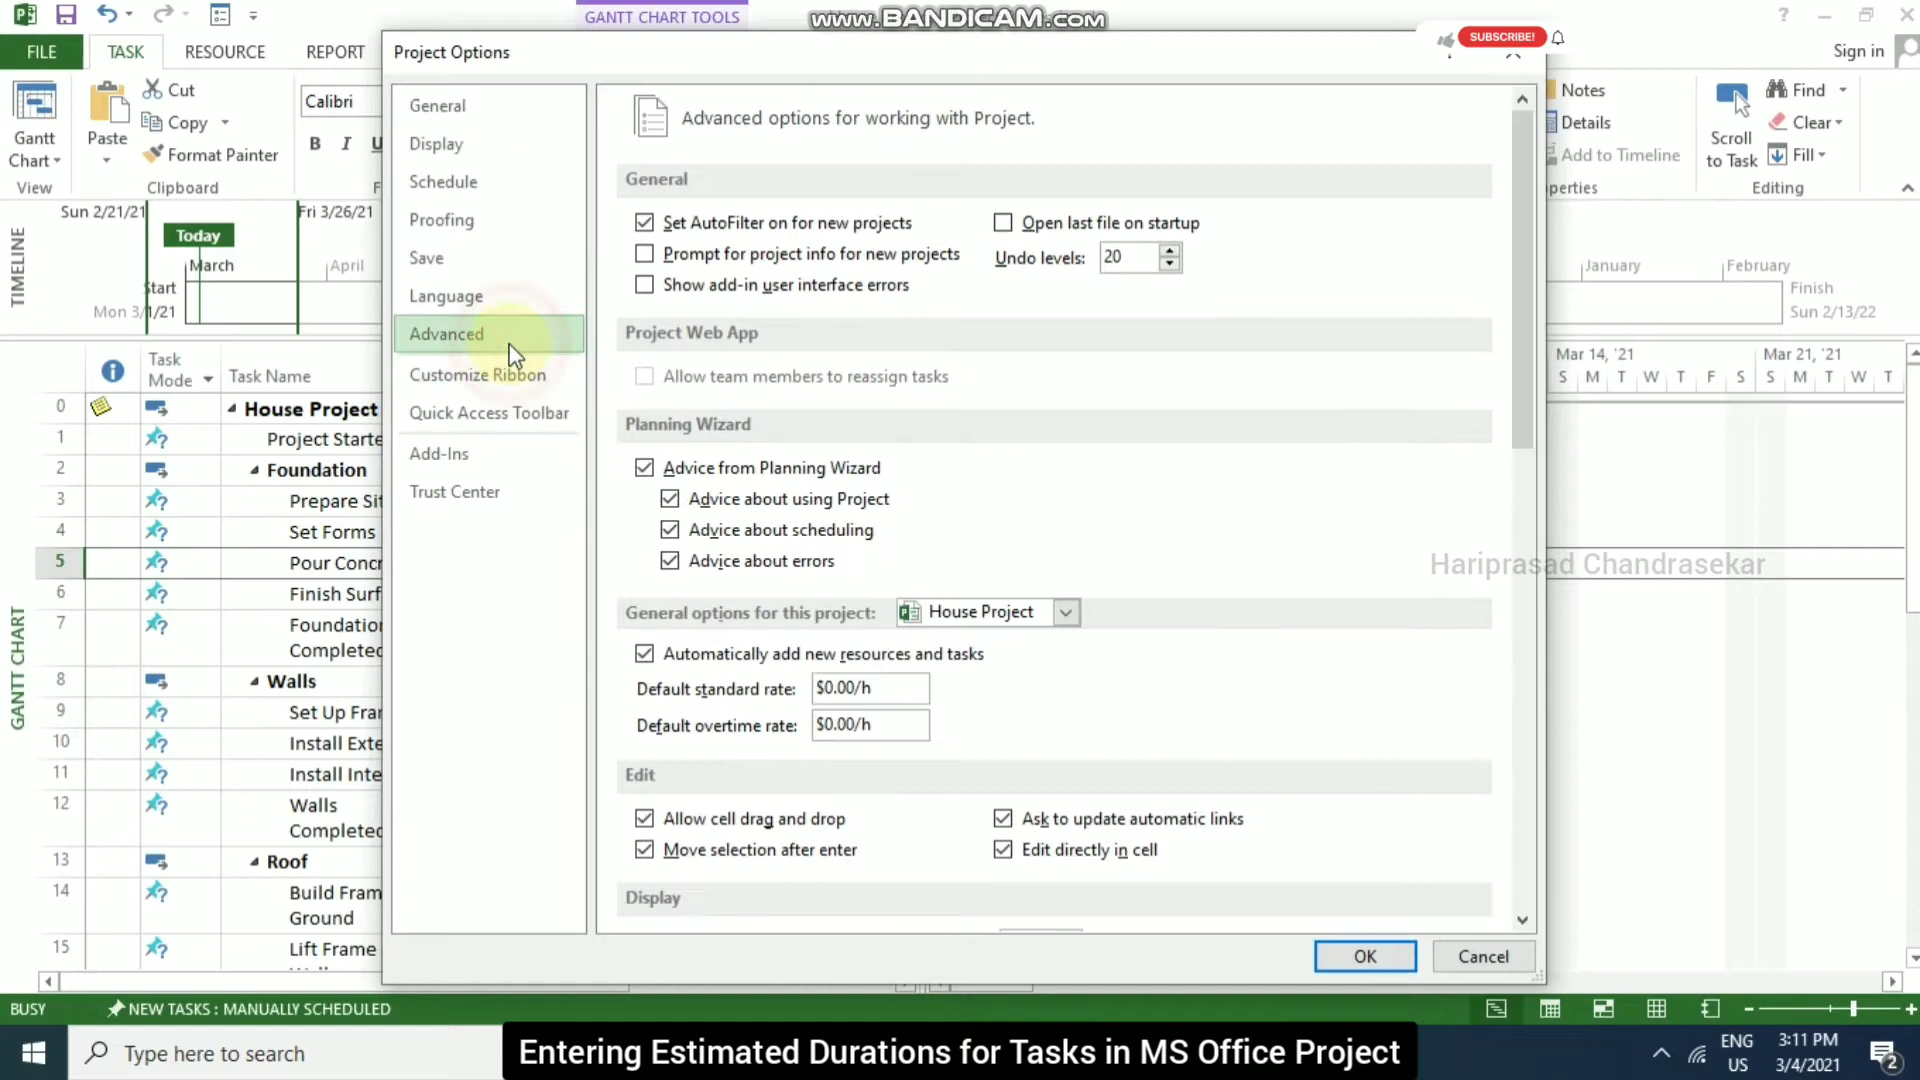 GANTT CHART TOOLS
www.BANDICAM.com
FILE
TASK
RESOURCE
REPORT
Project Options
SUBSCRIBE!
Sign in
Gantt
Chart
View
Paste
Cut
Copy
Format Painter
Clipboard
Calibri
B I U
F
General
Display
Schedule
Proofing
Save
Language
Advanced
Customize Ribbon
Quick Access Toolbar
Add-Ins
Trust Center
Advanced options for working with Project.
General
Set AutoFilter on for new projects
Open last file on startup
Prompt for project info for new projects
Undo levels: 20
Show add-in user interface errors
Project Web App
Allow team members to reassign tasks
Planning Wizard
Advice from Planning Wizard
Advice about using Project
Advice about scheduling
Advice about errors
General options for this project: House Project
Automatically add new resources and tasks
Default standard rate: $0.00/h
Default overtime rate: $0.00/h
Edit
Allow cell drag and drop
Ask to update automatic links
Move selection after enter
Edit directly in cell
Display
OK
Cancel
Notes
Details
Add to Timeline
perties
Scroll
to Task
Find
Clear
Fill
Editing
TIMELINE
Sun 2/21/21
Fri 3/26/21
Today
March
April
Start
Mon 3/1/21
January
February
Finish
Sun 2/13/22
Mar 14, '21
Mar 21, '21
S M T W T F S S M T W T
GANTT CHART
Task
Mode
Task Name
0 House Project
1 Project Starte
2 Foundation
3 Prepare Sit
4 Set Forms
5 Pour Concr
6 Finish Surf
7 Foundation
Completed
8 Walls
9 Set Up Fran
10 Install Exte
11 Install Inte
12 Walls
Completed
13 Roof
14 Build Fram
Ground
15 Lift Frame
Hariprasad Chandrasekar
BUSY
NEW TASKS : MANUALLY SCHEDULED
Type here to search
Entering Estimated Durations for Tasks in MS Office Project
ENG
US
3:11 PM
3/4/2021
2